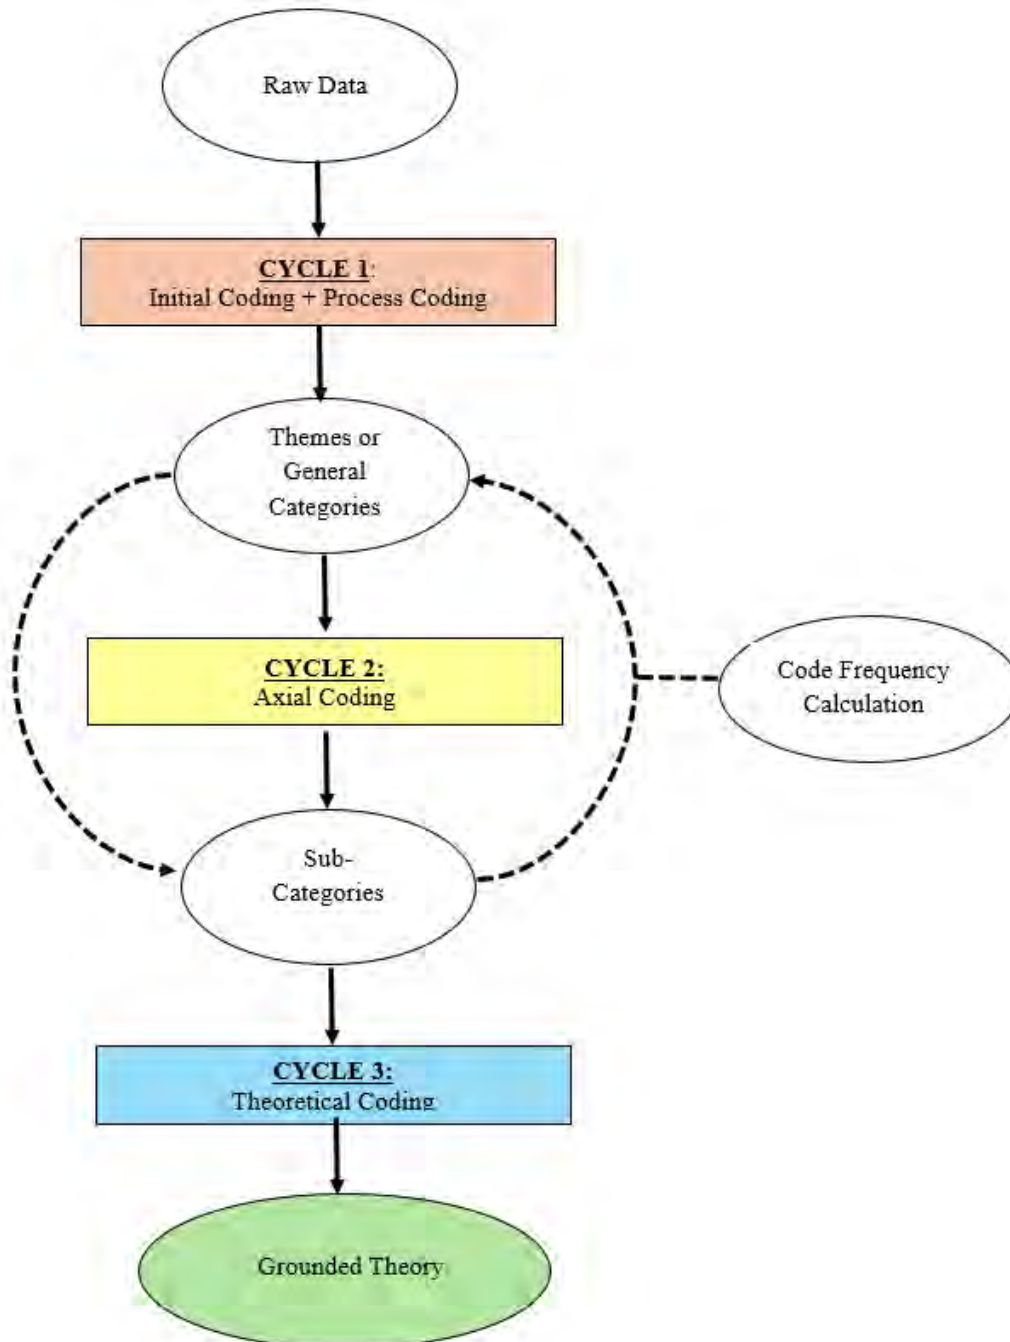 Raw Data
CYCLE 1:
Initial Coding + Process Coding
Themes or
General
Categories
CYCLE 2:
Axial Coding
Code Frequency
Calculation
Sub-
Categories
CYCLE 3:
Theoretical Coding
Grounded Theory